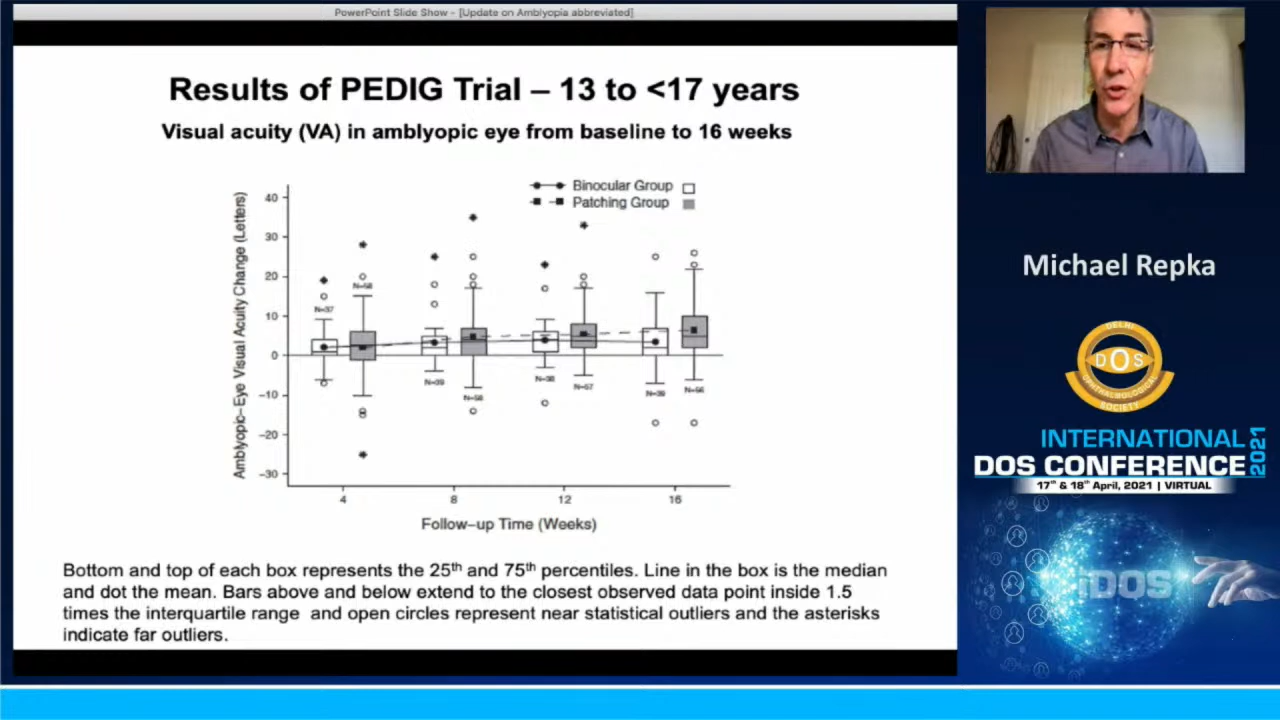 PowerPoint Slide Show - [Update on Amblyopia abbreviated]
Results of PEDIG Trial – 13 to <17 years
Visual acuity (VA) in amblyopic eye from baseline to 16 weeks
Binocular Group
Patching Group
Amblyopic-Eye Visual Acuity Change (Letters)
40
30
20
10
0
-10
-20
-30
N=37
N=58
N=39
N=58
N=38
N=57
N=39
N=56
4
8
12
16
Follow-up Time (Weeks)
Bottom and top of each box represents the 25th and 75th percentiles. Line in the box is the median
and dot the mean. Bars above and below extend to the closest observed data point inside 1.5
times the interquartile range and open circles represent near statistical outliers and the asterisks
indicate far outliers.
Michael Repka
DELHI
DOS
OPHTHALMOLOGICAL
SOCIETY
INTERNATIONAL
DOS CONFERENCE
2021
17th & 18th April, 2021 | VIRTUAL
iDOS